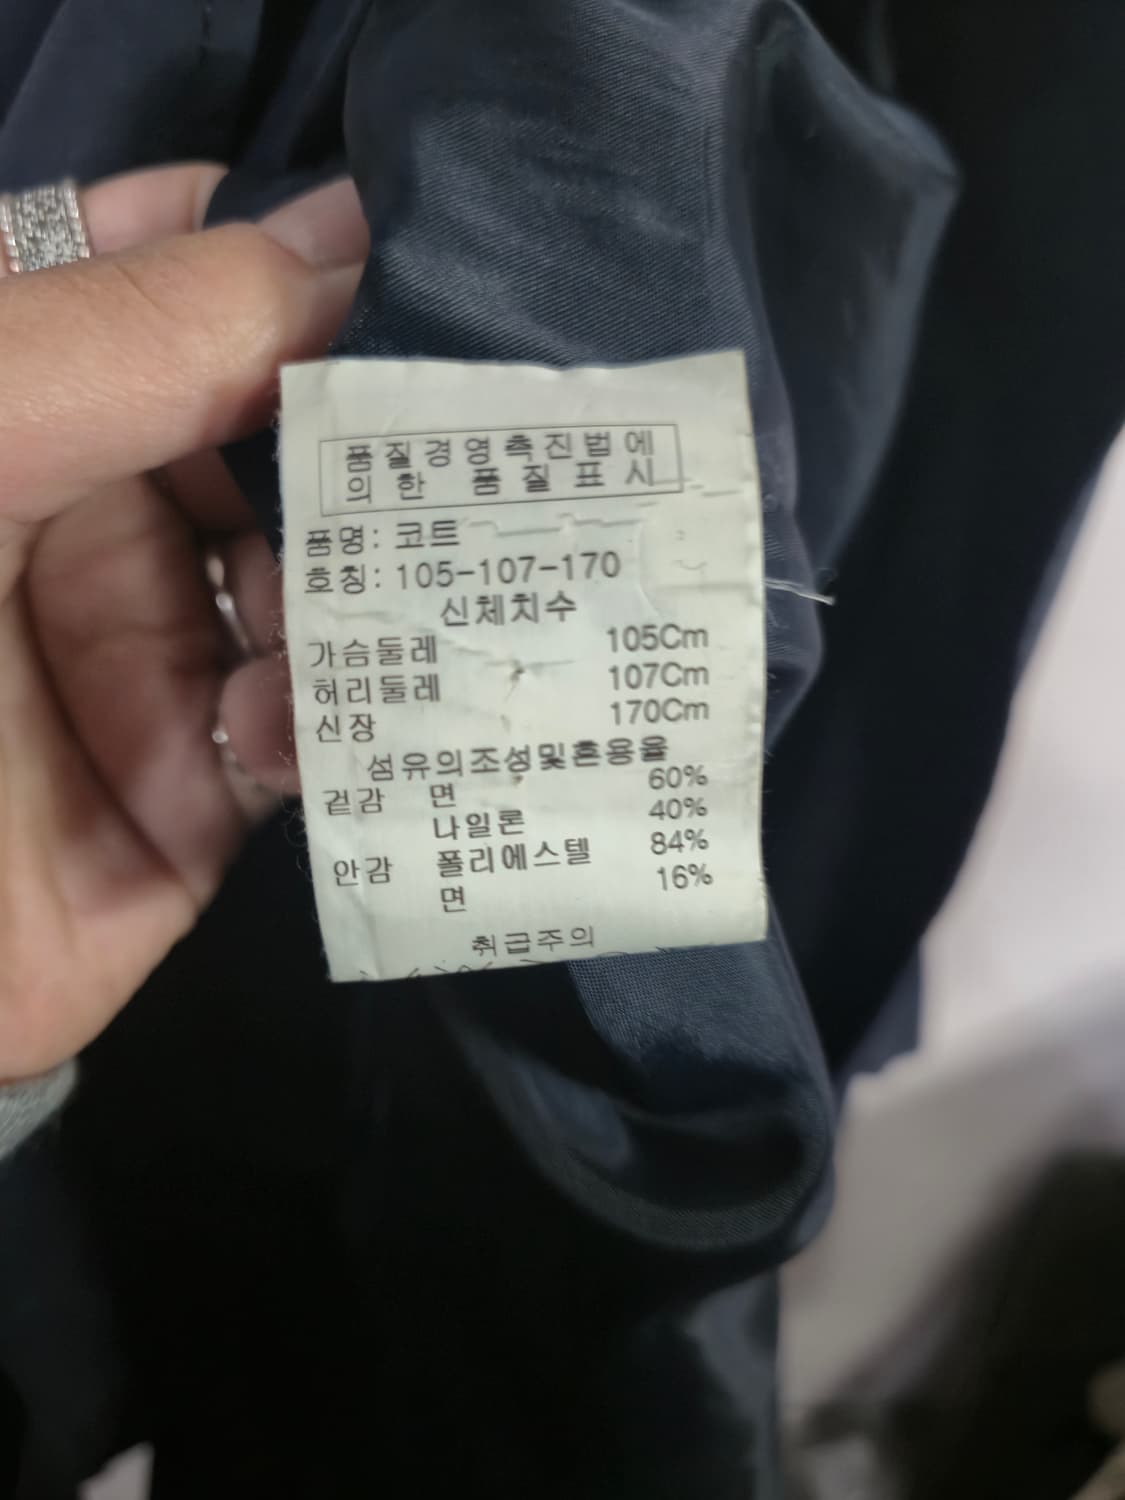 품질경영촉진법에
의한 품질표시
품명: 코트
호칭: 105-107-170
신체치수
가슴둘레 105Cm
허리둘레 107Cm
신장 170Cm
섬유의조성및혼용율
겉감 면 60%
나일론 40%
안감 폴리에스텔 84%
면 16%
취급주의